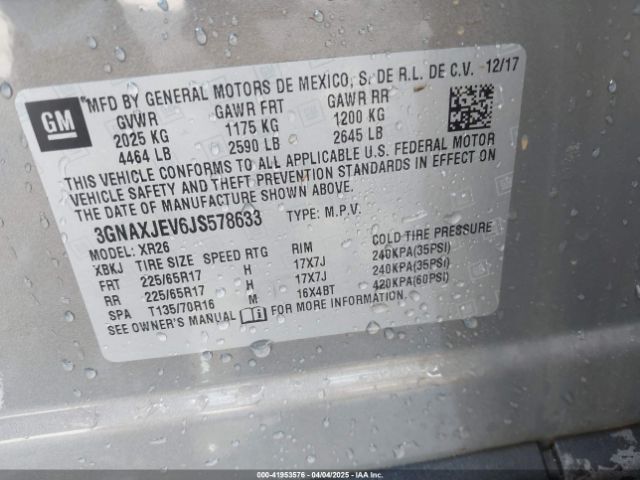 GM
MFD BY GENERAL MOTORS DE MEXICO, S. DE R.L. DE C.V. 12/17
GVWR GAWR FRT GAWR RR
2025 KG 1175 KG 1200 KG
4464 LB 2590 LB 2645 LB
THIS VEHICLE CONFORMS TO ALL APPLICABLE U.S. FEDERAL MOTOR
VEHICLE SAFETY AND THEFT PREVENTION STANDARDS IN EFFECT ON
THE DATE OF MANUFACTURE SHOWN ABOVE.
3GNAXJEV6JS578633 TYPE: M.P.V.
MODEL: XR26
XBKJ TIRE SIZE SPEED RTG RIM COLD TIRE PRESSURE
FRT 225/65R17 H 17X7J 240KPA(35PSI)
RR 225/65R17 H 17X7J 240KPA(35PSI)
SPA T135/70R16 M 16X4BT 420KPA(60PSI)
SEE OWNER'S MANUAL FOR MORE INFORMATION
000-41953576 - 04/04/2025 - IAAI.COM